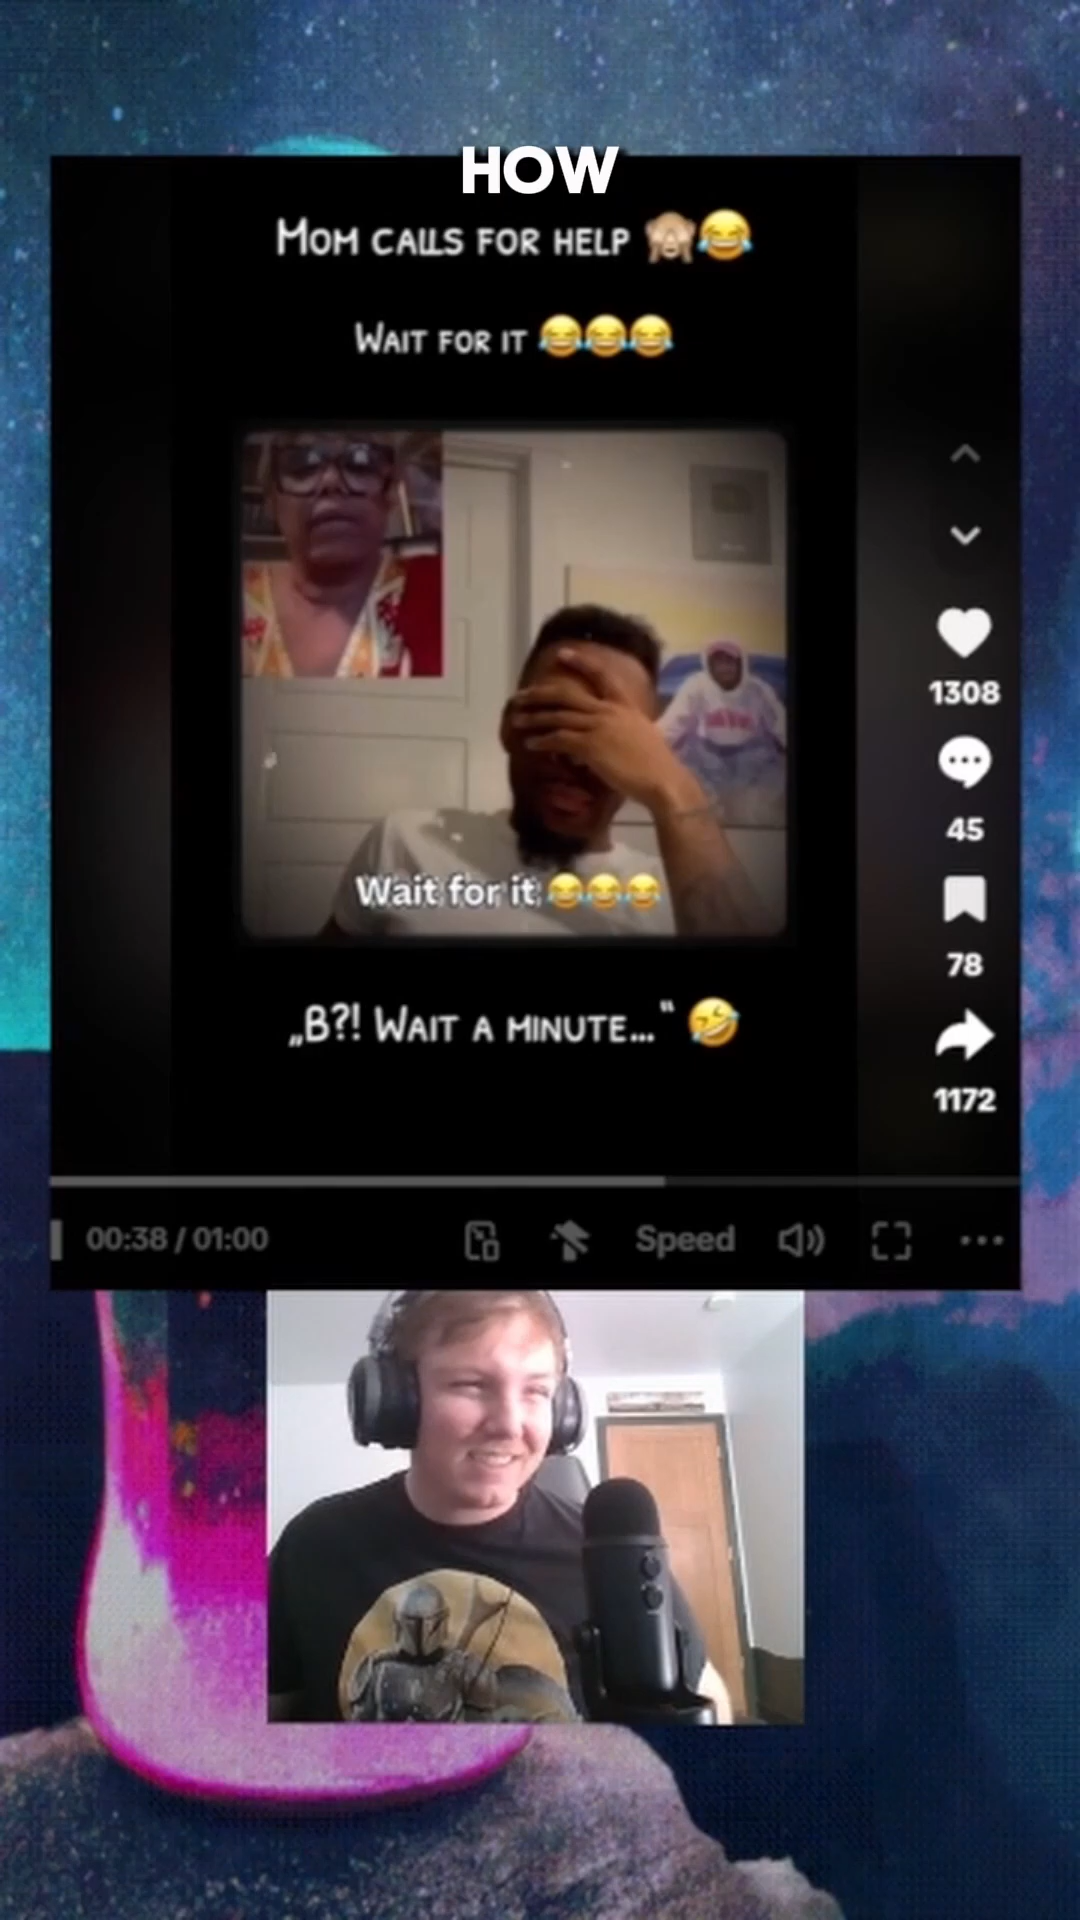 HOW
MOM CALLS FOR HELP 🙈😂
WAIT FOR IT 😂😂😂
Wait for it 😂😂😂
„B?! WAIT A MINUTE...“ 🤣
1308
45
78
1172
00:38 / 01:00
Speed